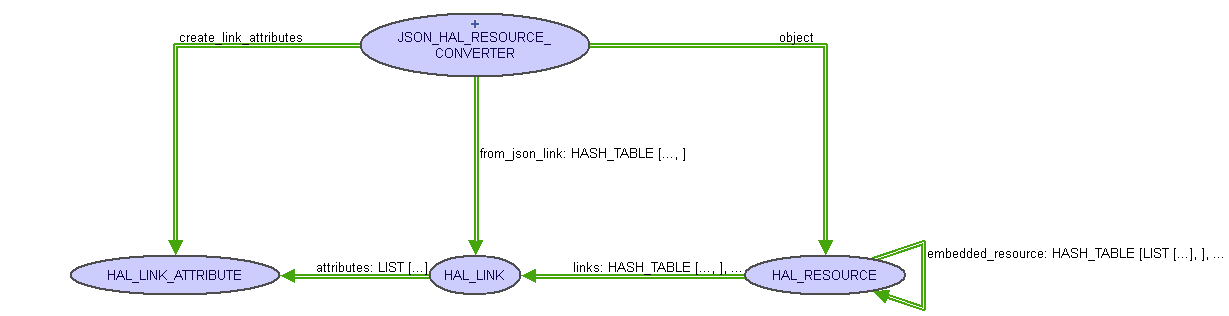 +
create_link_attributes
JSON_HAL_RESOURCE_
CONVERTER
object
from_json_link: HASH_TABLE [..., ]
embedded_resource: HASH_TABLE [LIST [...], ], ...
HAL_LINK_ATTRIBUTE
attributes: LIST [...]
HAL_LINK
links: HASH_TABLE [..., ], ...
HAL_RESOURCE